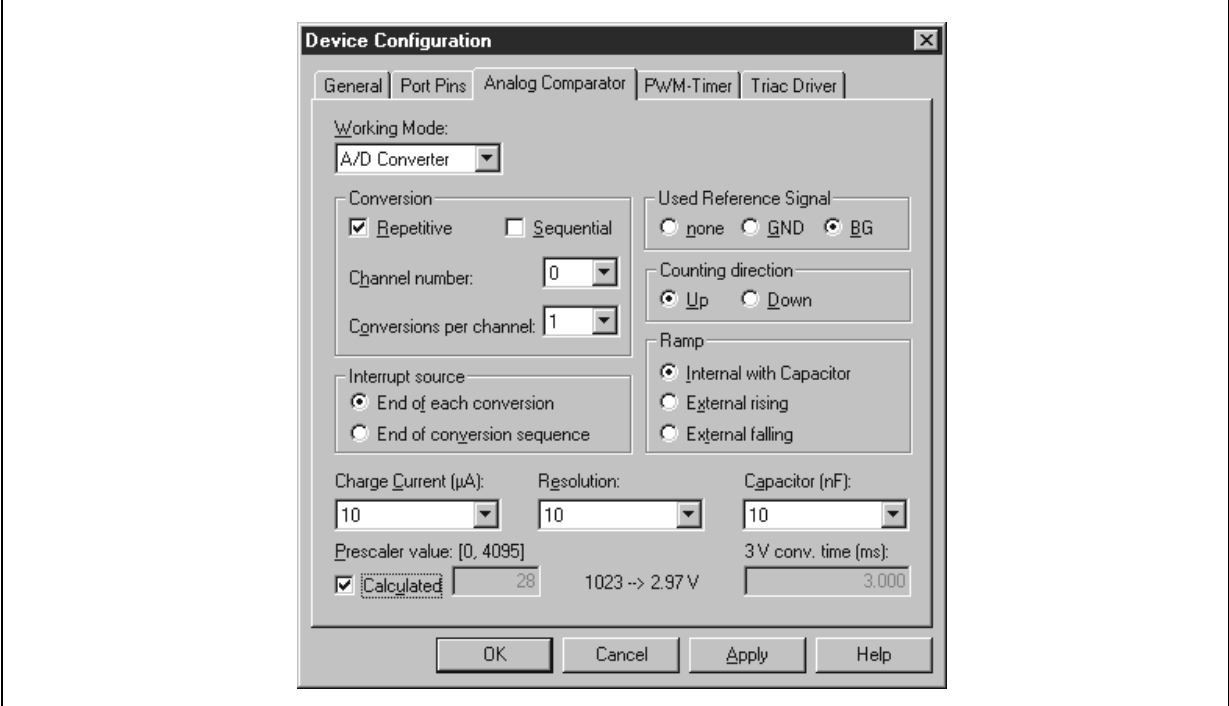 Device Configuration
General Port Pins Analog Comparator PWM-Timer Triac Driver
Working Mode:
A/D Converter
Conversion
Repetitive Sequential
Channel number: 0
Conversions per channel: 1
Used Reference Signal
none GND BG
Counting direction
Up Down
Interrupt source
End of each conversion
End of conversion sequence
Ramp
Internal with Capacitor
External rising
External falling
Charge Current (µA): Resolution: Capacitor (nF):
10 10 10
Prescaler value: [0, 4095] 3 V conv. time (ms):
Calculated 28 1023 --> 2.97 V 3.000
OK Cancel Apply Help